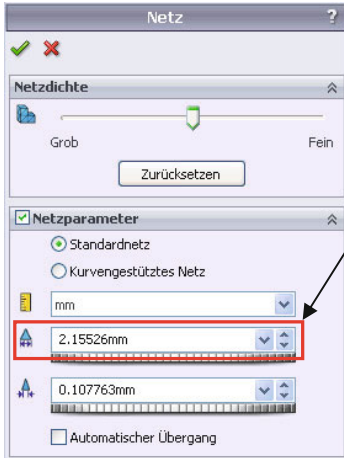 Netz ?
Netzdichte
Grob Fein
Zurücksetzen
Netzparameter
Standardnetz
Kurvengestütztes Netz
mm
2.15526mm
0.107763mm
Automatischer Übergang